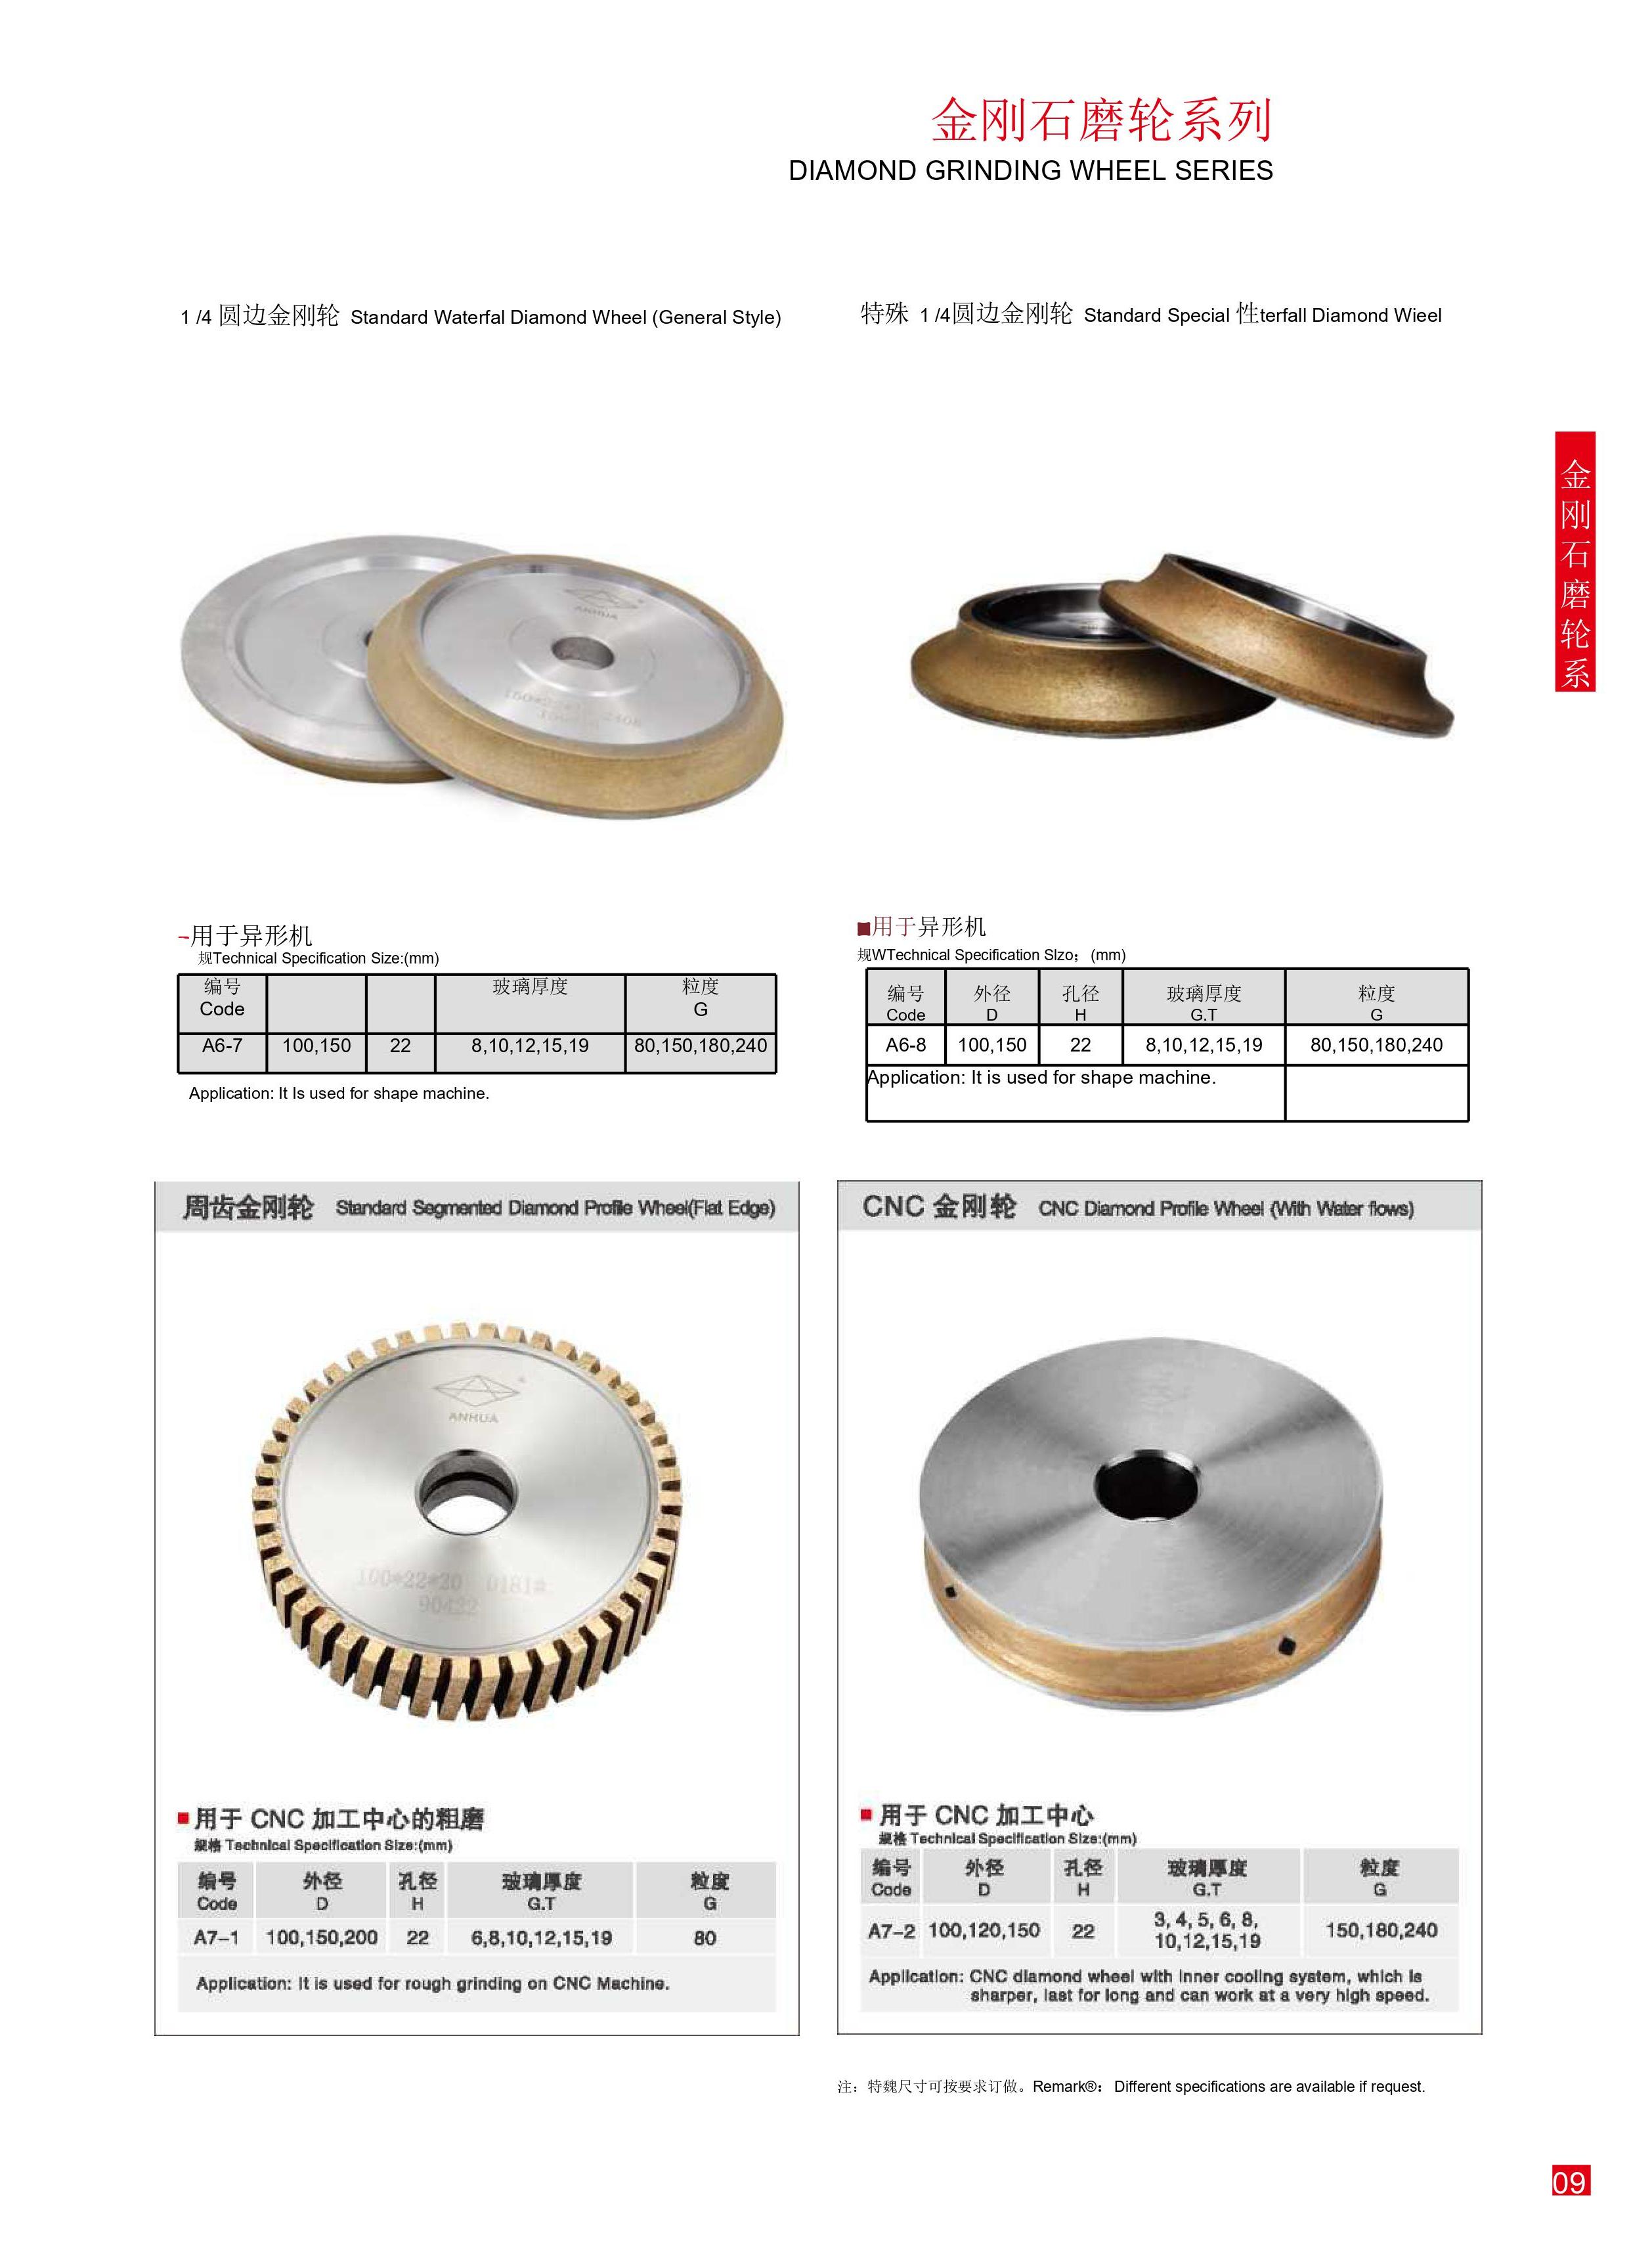 金刚石磨轮系列
DIAMOND GRINDING WHEEL SERIES
1 /4 圆边金刚轮 Standard Waterfal Diamond Wheel (General Style)
特殊 1 /4圆边金刚轮 Standard Special 性terfall Diamond Wieel
金刚石磨轮系
ANHUA
-用于异形机
规Technical Specification Size:(mm)
编号 玻璃厚度 粒度
Code G
A6-7 100,150 22 8,10,12,15,19 80,150,180,240
Application: It Is used for shape machine.
■用于异形机
规WTechnical Specification SIzo；(mm)
编号 外径 孔径 玻璃厚度 粒度
Code D H G.T G
A6-8 100,150 22 8,10,12,15,19 80,150,180,240
Application: It is used for shape machine.
周齿金刚轮 Standard Segmented Diamond Profile Wheel(Flat Edge)
ANHUA
100*22*20 0181#
90422
■用于 CNC 加工中心的粗磨
规格 Technical Specification Size:(mm)
编号 外径 孔径 玻璃厚度 粒度
Code D H G.T G
A7-1 100,150,200 22 6,8,10,12,15,19 80
Application: It is used for rough grinding on CNC Machine.
CNC 金刚轮 CNC Diamond Profile Wheel (With Water flows)
■用于 CNC 加工中心
规格 Technical Specification Size:(mm)
编号 外径 孔径 玻璃厚度 粒度
Code D H G.T G
A7-2 100,120,150 22 3, 4, 5, 6, 8, 150,180,240
10,12,15,19
Application: CNC diamond wheel with inner cooling system, which is
sharper, last for long and can work at a very high speed.
注：特魏尺寸可按要求订做。Remark®：Different specifications are available if request.
09